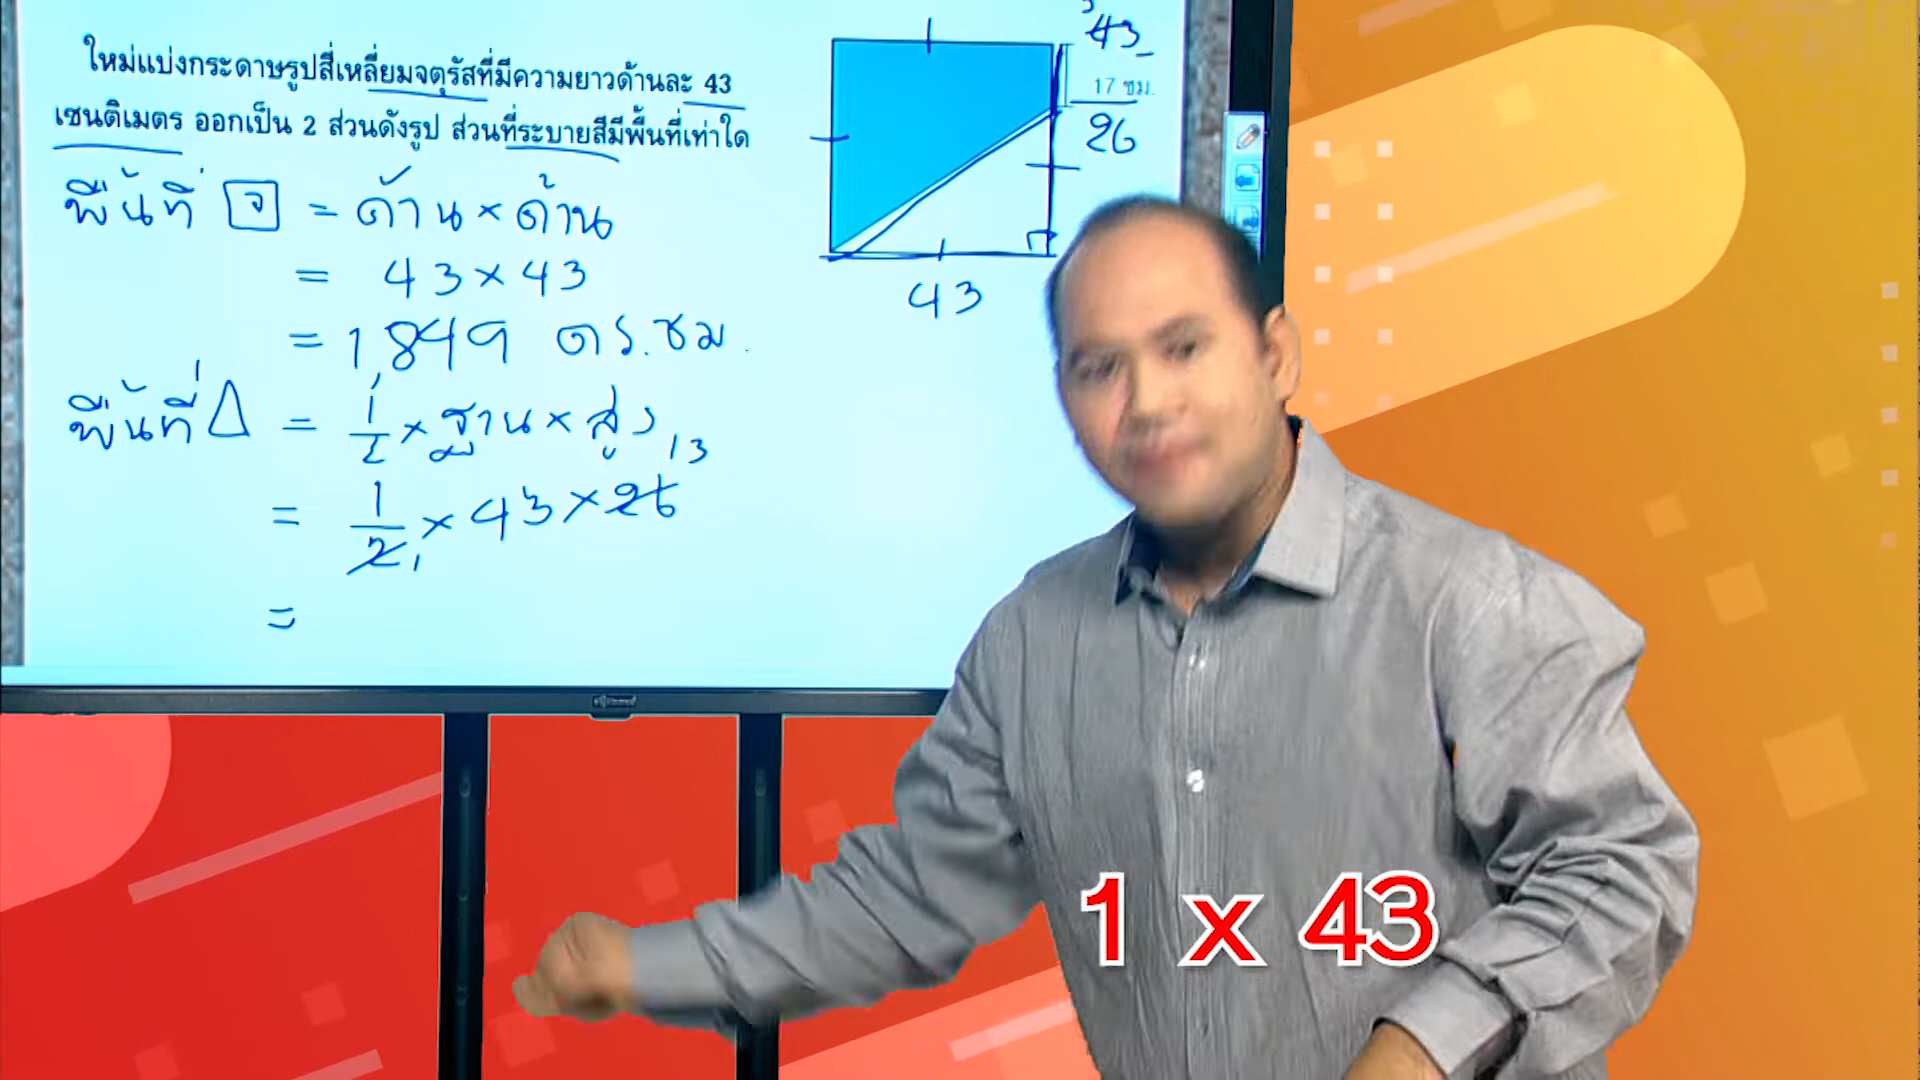 ใหม่แบ่งกระดาษรูปสี่เหลี่ยมจตุรัสที่มีความยาวด้านละ 43
เซนติเมตร ออกเป็น 2 ส่วนดังรูป ส่วนที่ระบายสีมีพื้นที่เท่าใด
พื้นที่ จ = ด้าน × ด้าน
= 43 × 43
= 1,849 ตร.ซม.
พื้นที่ △ = 1/2 × ฐาน × สูง
13
= 1/2 × 43 × 26
1
=
3
43
17 ซม.
26
43
1 x 43